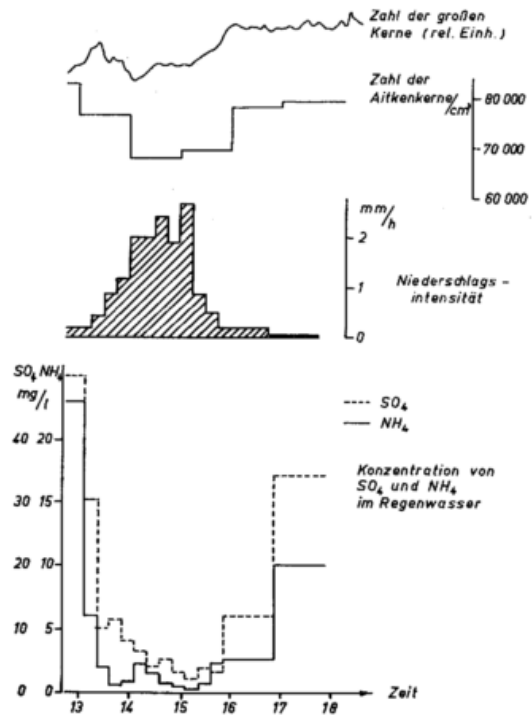 Zahl der großen
Kerne (rel. Einh.)
Zahl der
Aitkenkerne/cm³
80 000
70 000
60 000
mm/h
2
1
0
Niederschlags -
intensität
SO₄ NH₄
mg/l
40 20
30 15
20 10
10 5
0 0
SO₄
NH₄
Konzentration von
SO₄ und NH₄
im Regenwasser
13 14 15 16 17 18 Zeit